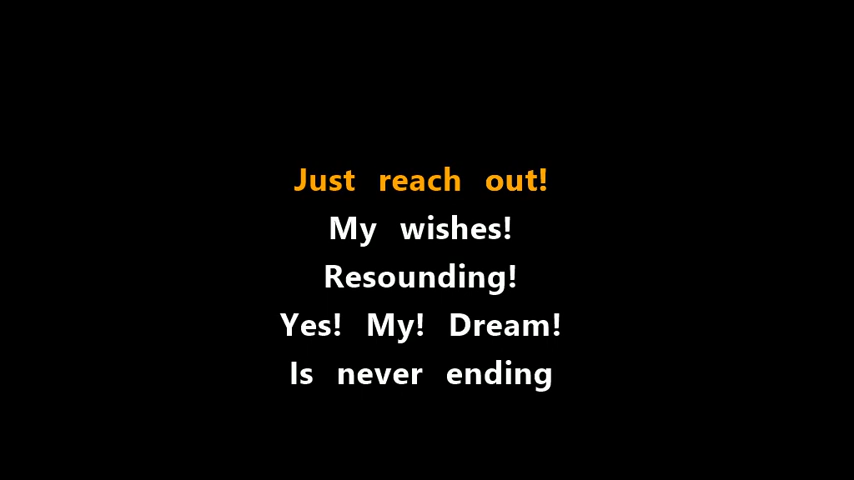 Just reach out!
My wishes!
Resounding!
Yes! My! Dream!
Is never ending